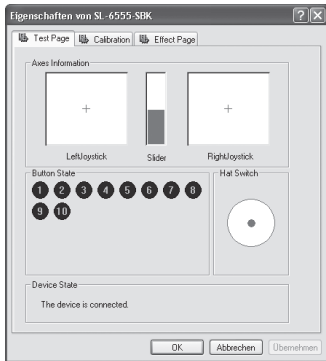 Eigenschaften von SL-6555-SBK
Test Page Calibration Effect Page
Axes Information
LeftJoystick Slider RightJoystick
Button State Hat Switch
1 2 3 4 5 6 7 8
9 10
Device State
The device is connected.
OK Abbrechen Übernehmen